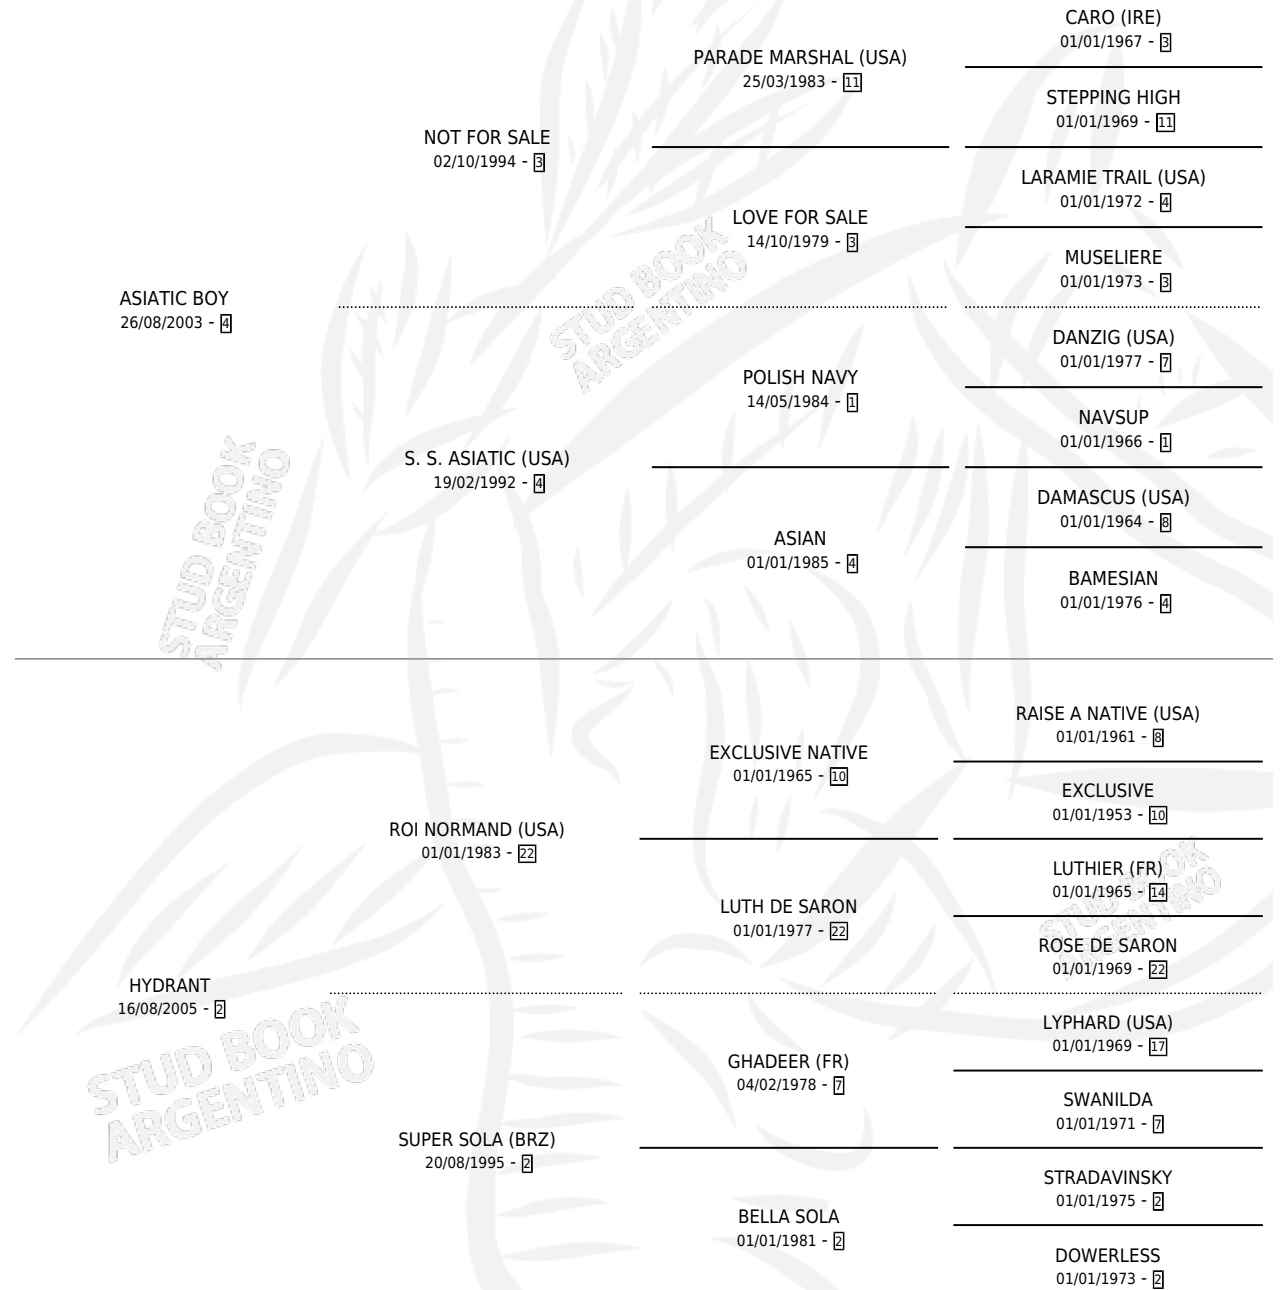 CARO (IRE)
01/01/1967 - 3
PARADE MARSHAL (USA)
25/03/1983 - 11
STEPPING HIGH
01/01/1969 - 11
NOT FOR SALE
02/10/1994 - 3
LARAMIE TRAIL (USA)
01/01/1972 - 4
LOVE FOR SALE
14/10/1979 - 3
MUSELIERE
01/01/1973 - 3
ASIATIC BOY
26/08/2003 - 4
STUD BOOK
ARGENTINO
DANZIG (USA)
01/01/1977 - 7
POLISH NAVY
14/05/1984 - 1
NAVSUP
01/01/1966 - 1
S. S. ASIATIC (USA)
19/02/1992 - 4
DAMASCUS (USA)
01/01/1964 - 8
ASIAN
01/01/1985 - 4
BAMESIAN
01/01/1976 - 4
STUD BOOK
ARGENTINO
RAISE A NATIVE (USA)
01/01/1961 - 8
EXCLUSIVE NATIVE
01/01/1965 - 10
EXCLUSIVE
01/01/1953 - 10
ROI NORMAND (USA)
01/01/1983 - 22
LUTHIER (FR)
01/01/1965 - 14
LUTH DE SARON
01/01/1977 - 22
STUD BOOK
ARGENTINO
ROSE DE SARON
01/01/1969 - 22
HYDRANT
16/08/2005 - 2
STUD BOOK
ARGENTINO
LYPHARD (USA)
01/01/1969 - 17
GHADEER (FR)
04/02/1978 - 7
SWANILDA
01/01/1971 - 7
SUPER SOLA (BRZ)
20/08/1995 - 2
STRADAVINSKY
01/01/1975 - 2
BELLA SOLA
01/01/1981 - 2
DOWERLESS
01/01/1973 - 2